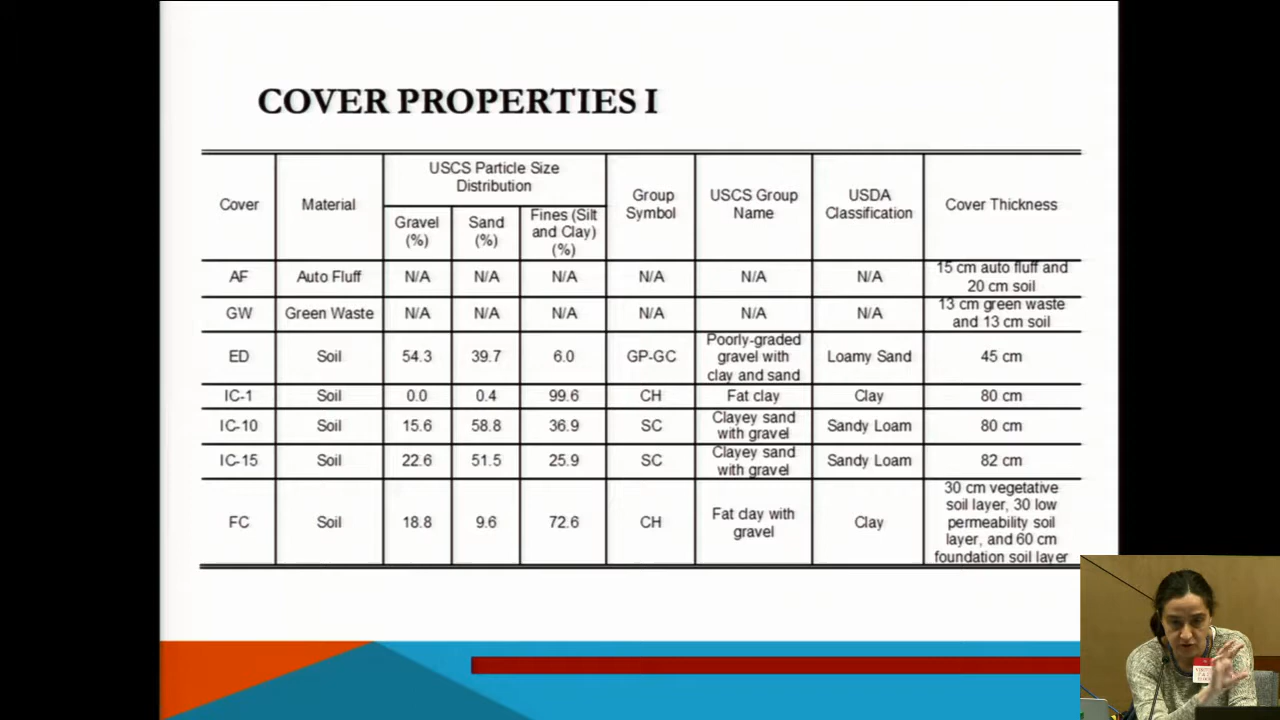 COVER PROPERTIES I
Cover Material USCS Particle Size Distribution Group Symbol USCS Group Name USDA Classification Cover Thickness
Gravel (%) Sand (%) Fines (Silt and Clay) (%)
AF Auto Fluff N/A N/A N/A N/A N/A N/A 15 cm auto fluff and 20 cm soil
GW Green Waste N/A N/A N/A N/A N/A N/A 13 cm green waste and 13 cm soil
ED Soil 54.3 39.7 6.0 GP-GC Poorly-graded gravel with clay and sand Loamy Sand 45 cm
IC-1 Soil 0.0 0.4 99.6 CH Fat clay Clay 80 cm
IC-10 Soil 15.6 58.8 36.9 SC Clayey sand with gravel Sandy Loam 80 cm
IC-15 Soil 22.6 51.5 25.9 SC Clayey sand with gravel Sandy Loam 82 cm
FC Soil 18.8 9.6 72.6 CH Fat clay with gravel Clay 30 cm vegetative soil layer, 30 low permeability soil layer, and 60 cm foundation soil layer